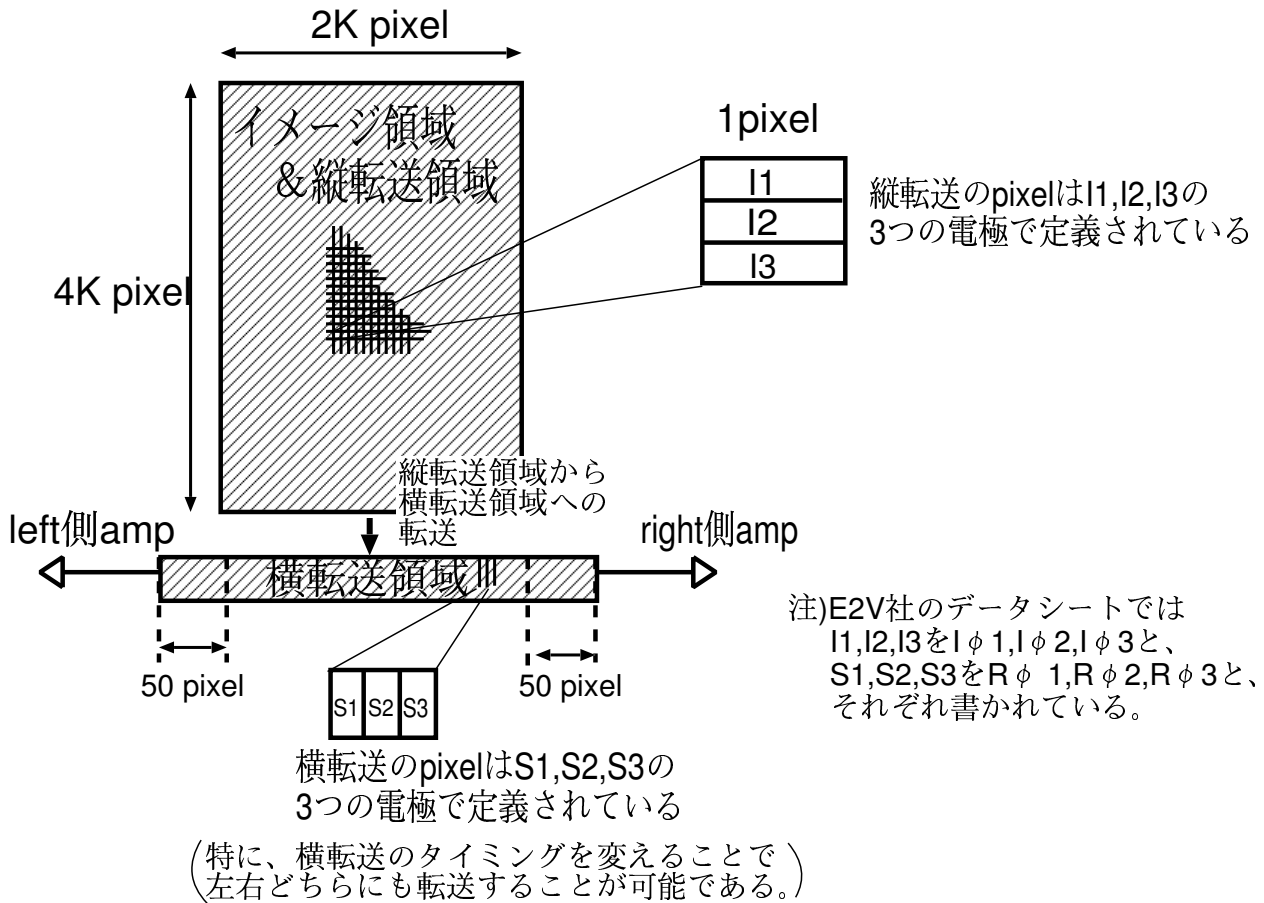 2K pixel
イメージ領域
＆縦転送領域
4K pixel
1pixel
I1
I2
I3
縦転送のpixelはI1,I2,I3の
3つの電極で定義されている
縦転送領域から
横転送領域への
転送
left側amp
right側amp
横転送領域
50 pixel
50 pixel
S1 S2 S3
横転送のpixelはS1,S2,S3の
3つの電極で定義されている
(特に、横転送のタイミングを変えることで
左右どちらにも転送することが可能である。)
注)E2V社のデータシートでは
I1,I2,I3をIφ1,Iφ2,Iφ3と、
S1,S2,S3をRφ 1,Rφ2,Rφ3と、
それぞれ書かれている。